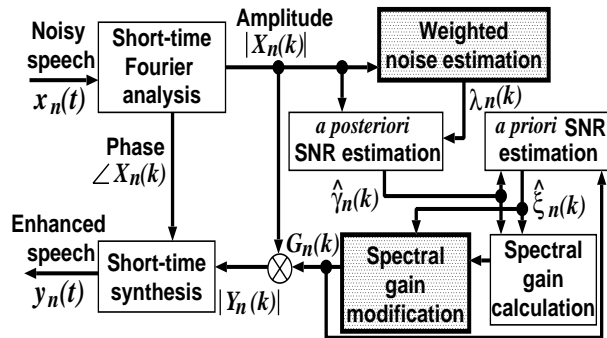 Noisy
speech
x_n(t)
Short-time
Fourier
analysis
Amplitude
|X_n(k)|
Weighted
noise estimation
λ_n(k)
a posteriori
SNR estimation
a priori SNR
estimation
Phase
∠X_n(k)
γ̂_n(k)
ξ̂_n(k)
Enhanced
speech
y_n(t)
Short-time
synthesis
|Y_n(k)|
G_n(k)
Spectral
gain
modification
Spectral
gain
calculation